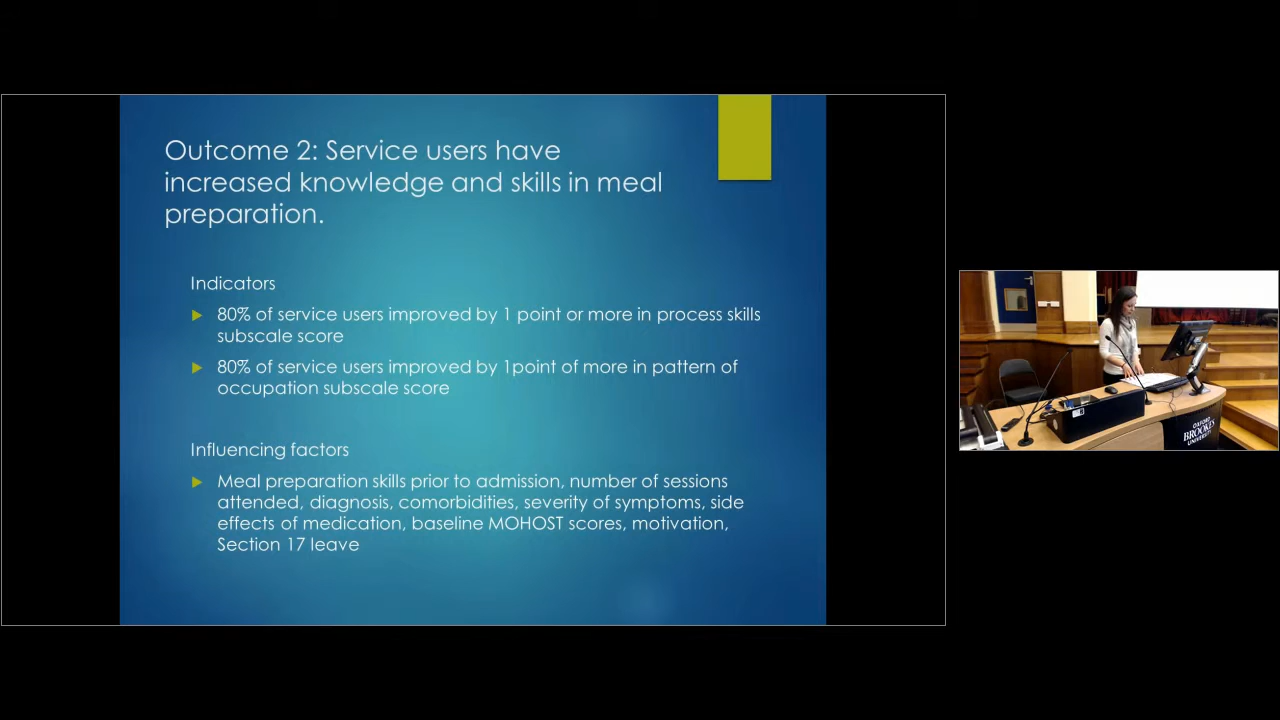 Outcome 2: Service users have
increased knowledge and skills in meal
preparation.
Indicators
80% of service users improved by 1 point or more in process skills
subscale score
80% of service users improved by 1point of more in pattern of
occupation subscale score
Influencing factors
Meal preparation skills prior to admission, number of sessions
attended, diagnosis, comorbidities, severity of symptoms, side
effects of medication, baseline MOHOST scores, motivation,
Section 17 leave
OXFORD
BROOKES
UNIVERSITY